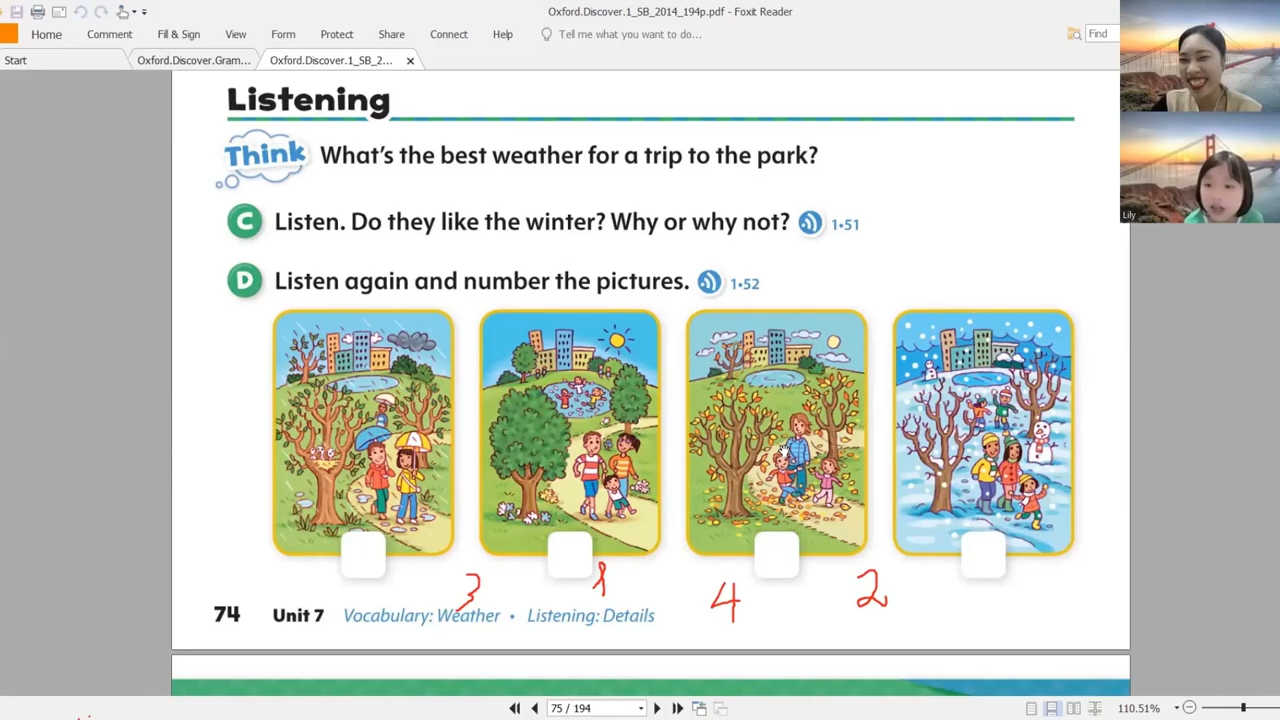 Oxford.Discover.1_SB_2014_194p.pdf - Foxit Reader
Home Comment View Fill & Sign Form Protect Share Connect Help Tell me what you want to do... Find
Start Oxford.Discover.Gram... Oxford.Discover.1_SB_2...
Listening
Think What's the best weather for a trip to the park?
C Listen. Do they like the winter? Why or why not? 1•51
D Listen again and number the pictures. 1•52
3 1 4 2
74 Unit 7 Vocabulary: Weather • Listening: Details
Lily
75 / 194 110.51%